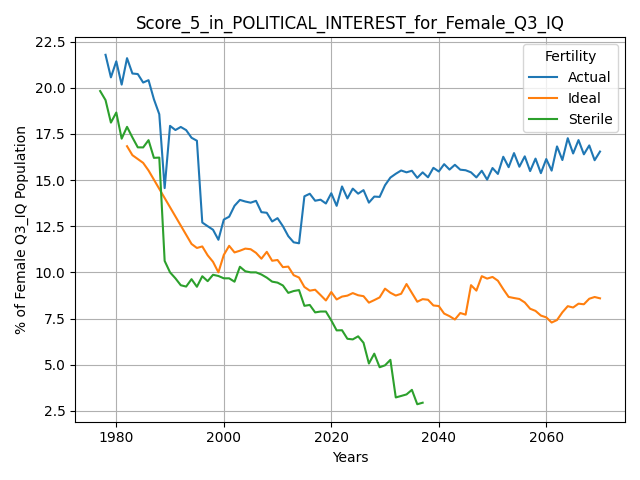 Score_5_in_POLITICAL_INTEREST_for_Female_Q3_IQ
Fertility
Actual
Ideal
Sterile
% of Female Q3_IQ Population
22.5
20.0
17.5
15.0
12.5
10.0
7.5
5.0
2.5
1980
2000
2020
2040
2060
Years